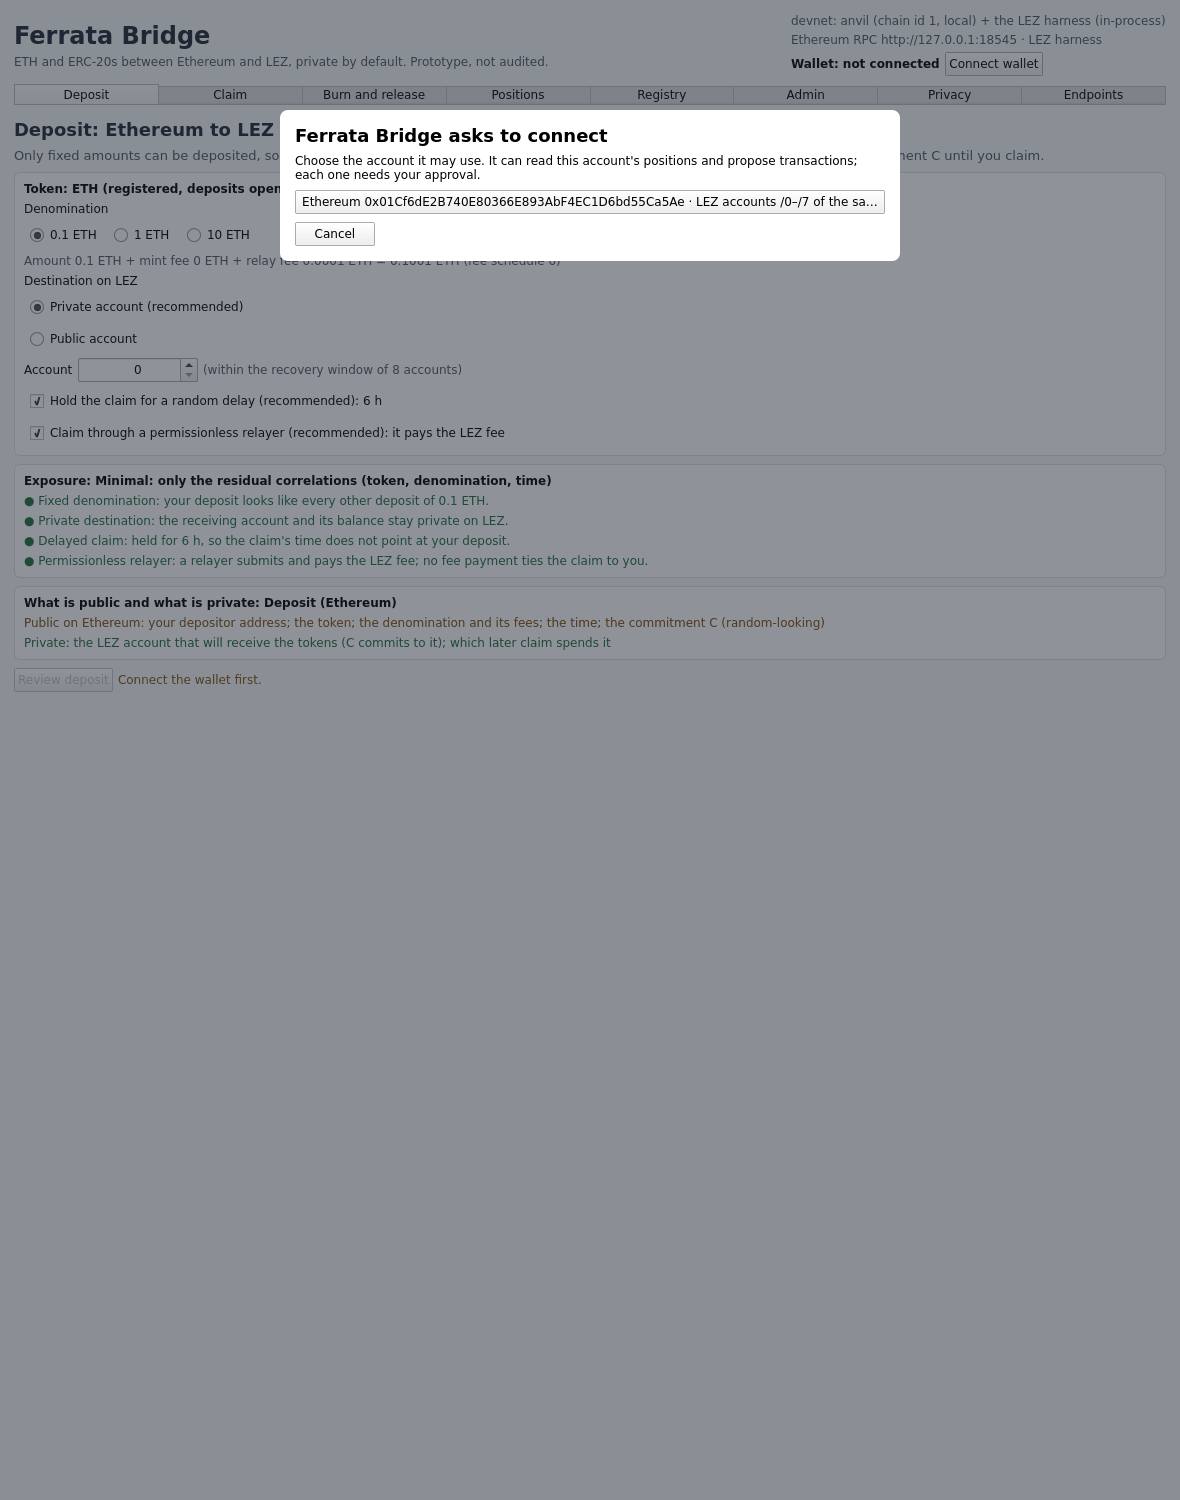 Ferrata Bridge
ETH and ERC-20s between Ethereum and LEZ, private by default. Prototype, not audited.
devnet: anvil (chain id 1, local) + the LEZ harness (in-process)
Ethereum RPC http://127.0.0.1:18545 · LEZ harness
Wallet: not connected Connect wallet
Deposit Claim Burn and release Positions Registry Admin Privacy Endpoints
Deposit: Ethereum to LEZ
Only fixed amounts can be deposited, so
ent C until you claim.
Ferrata Bridge asks to connect
Choose the account it may use. It can read this account's positions and propose transactions;
each one needs your approval.
Ethereum 0x01Cf6dE2B740E80366E893AbF4EC1D6bd55Ca5Ae · LEZ accounts /0–/7 of the sa…
Cancel
Token: ETH (registered, deposits open
Denomination
0.1 ETH 1 ETH 10 ETH
Amount 0.1 ETH + mint fee 0 ETH + relay fee 0.0001 ETH = 0.1001 ETH (fee schedule 0)
Destination on LEZ
Private account (recommended)
Public account
Account 0 (within the recovery window of 8 accounts)
Hold the claim for a random delay (recommended): 6 h
Claim through a permissionless relayer (recommended): it pays the LEZ fee
Exposure: Minimal: only the residual correlations (token, denomination, time)
● Fixed denomination: your deposit looks like every other deposit of 0.1 ETH.
● Private destination: the receiving account and its balance stay private on LEZ.
● Delayed claim: held for 6 h, so the claim's time does not point at your deposit.
● Permissionless relayer: a relayer submits and pays the LEZ fee; no fee payment ties the claim to you.
What is public and what is private: Deposit (Ethereum)
Public on Ethereum: your depositor address; the token; the denomination and its fees; the time; the commitment C (random-looking)
Private: the LEZ account that will receive the tokens (C commits to it); which later claim spends it
Review deposit Connect the wallet first.